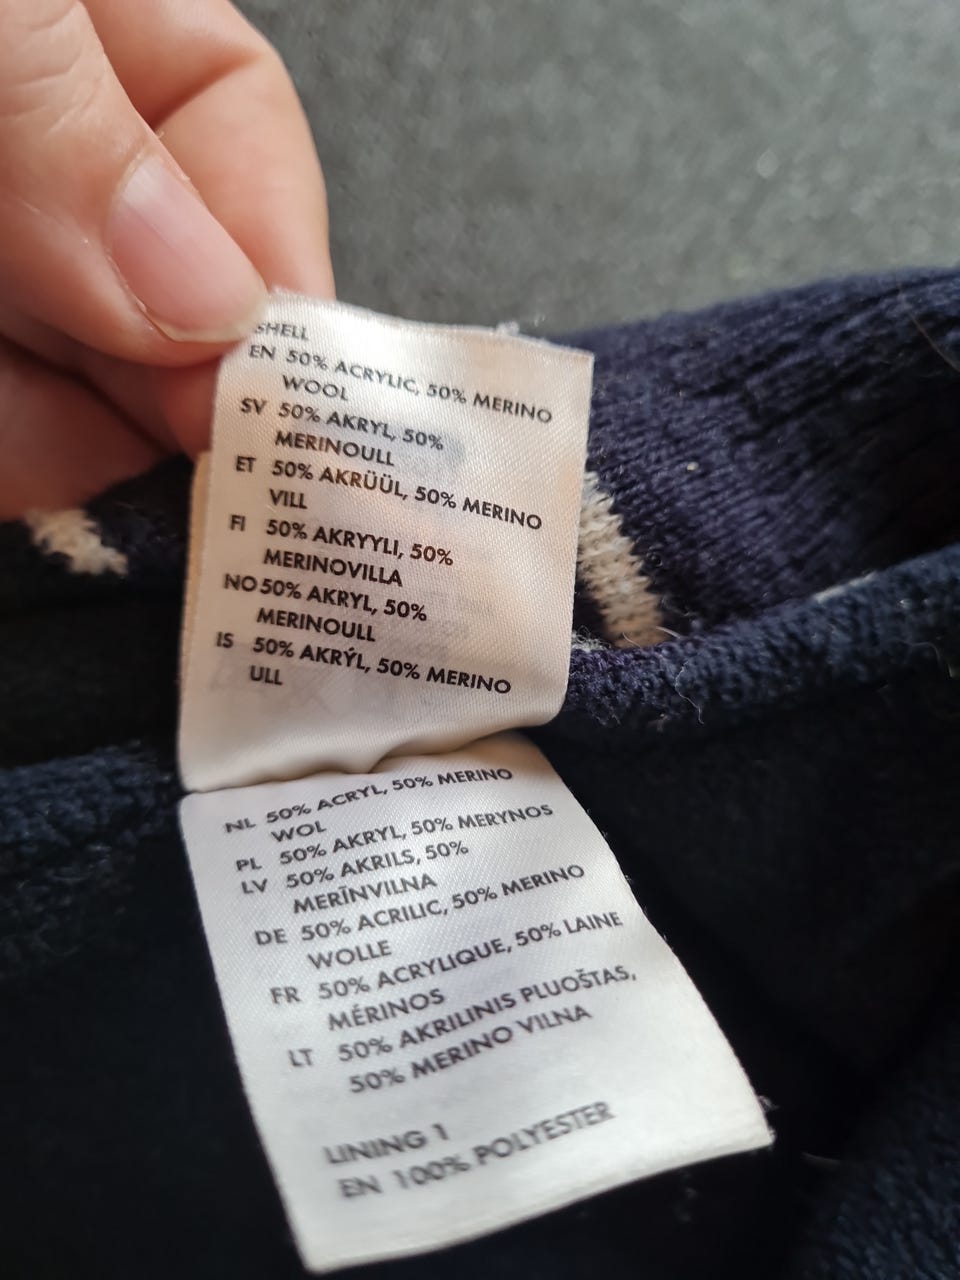 SHELL
EN 50% ACRYLIC, 50% MERINO
WOOL
SV 50% AKRYL, 50%
MERINOULL
ET 50% AKRÜÜL, 50% MERINO
VILL
FI 50% AKRYYLI, 50%
MERINOVILLA
NO 50% AKRYL, 50%
MERINOULL
IS 50% AKRÝL, 50% MERINO
ULL
NL 50% ACRYL, 50% MERINO
WOL
PL 50% AKRYL, 50% MERYNOS
LV 50% AKRILS, 50%
MERĪNVILNA
DE 50% ACRILIC, 50% MERINO
WOLLE
FR 50% ACRYLIQUE, 50% LAINE
MÉRINOS
LT 50% AKRILINIS PLUOŠTAS,
50% MERINO VILNA
LINING 1
EN 100% POLYESTER